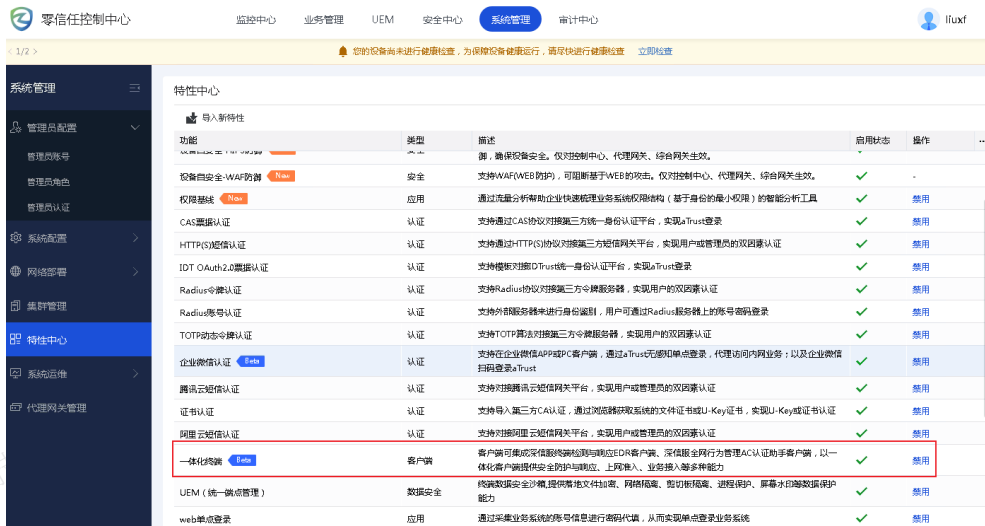 零信任控制中心
监控中心 业务管理 UEM 安全中心 系统管理 审计中心
liuxf
< 1/2 >
您的设备尚未进行健康检查，为保障设备健康运行，请尽快进行健康检查 立即检查
系统管理
管理员配置
管理员账号
管理员角色
管理员认证
系统配置
网络部署
集群管理
特性中心
系统运维
代理网关管理
特性中心
导入新特性
功能 类型 描述 启用状态 操作 ...
御，确保设备安全。仅对控制中心、代理网关、综合网关生效。
设备自安全-WAF防御 New 安全 支持WAF(WEB防护)，可阻断基于WEB的攻击。仅对控制中心、代理网关、综合网关生效。 -
权限基线 New 应用 通过流量分析帮助企业快速梳理业务系统权限结构（基于身份的最小权限）的智能分析工具 禁用
CAS票据认证 认证 支持通过CAS协议对接第三方统一身份认证平台，实现aTrust登录 禁用
HTTP(S)短信认证 认证 支持通过HTTP(S)协议对接第三方短信网关平台，实现用户或管理员的双因素认证 禁用
IDT OAuth2.0票据认证 认证 支持模板对接IDTrust统一身份认证平台，实现aTrust登录 禁用
Radius令牌认证 认证 支持Radius协议对接第三方令牌服务器，实现用户的双因素认证 禁用
Radius账号认证 认证 支持外部服务器来进行身份鉴别，用户可通过Radius服务器上的账号密码登录 禁用
TOTP动态令牌认证 认证 支持TOTP算法对接第三方令牌服务器，实现用户的双因素认证 禁用
企业微信认证 Beta 认证 支持在企业微信APP或PC客户端，通过aTrust无感知单点登录，代理访问内网业务；以及企业微信
扫码登录aTrust 禁用
腾讯云短信认证 认证 支持对接腾讯云短信网关平台，实现用户或管理员的双因素认证 禁用
证书认证 认证 支持导入第三方CA认证，通过浏览器获取系统的文件证书或U-Key证书，实现U-Key或证书认证 禁用
阿里云短信认证 认证 支持对接阿里云短信网关平台，实现用户或管理员的双因素认证 禁用
一体化终端 Beta 客户端 客户端可集成深信服终端检测与响应EDR客户端、深信服全网行为管理AC认证助手客户端，以一
体化客户端提供安全防护与响应、上网准入、业务接入等多种能力 禁用
UEM（统一端点管理） 数据安全 终端数据安全沙箱,提供落地文件加密、网络隔离、剪切板隔离、进程保护、屏幕水印等数据保护
能力 禁用
web单点登录 应用 通过采集业务系统的账号信息进行密码代填，从而实现单点登录业务系统 禁用